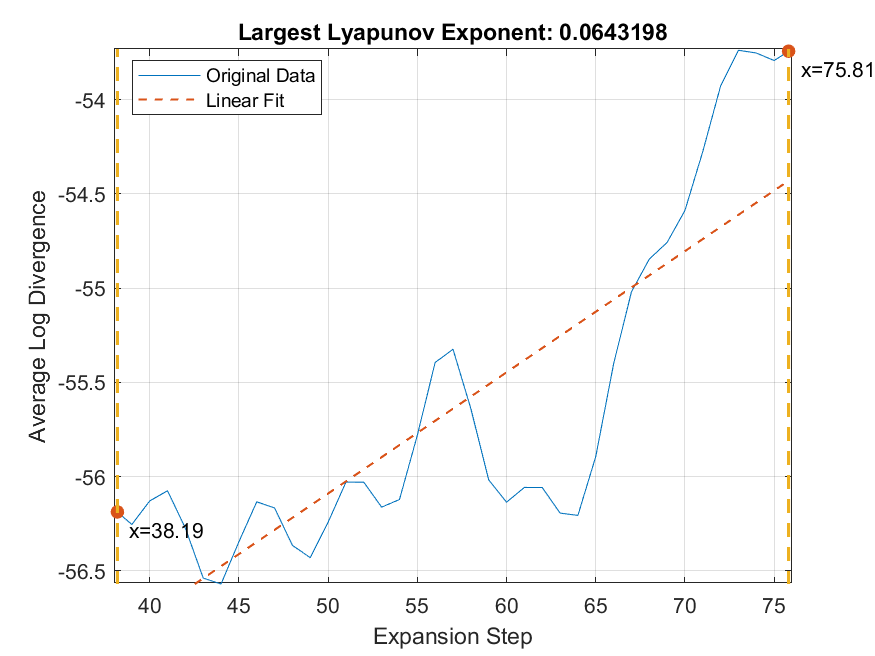 Largest Lyapunov Exponent: 0.0643198
Original Data
Linear Fit
x=75.81
x=38.19
Average Log Divergence
-54
-54.5
-55
-55.5
-56
-56.5
40 45 50 55 60 65 70 75
Expansion Step